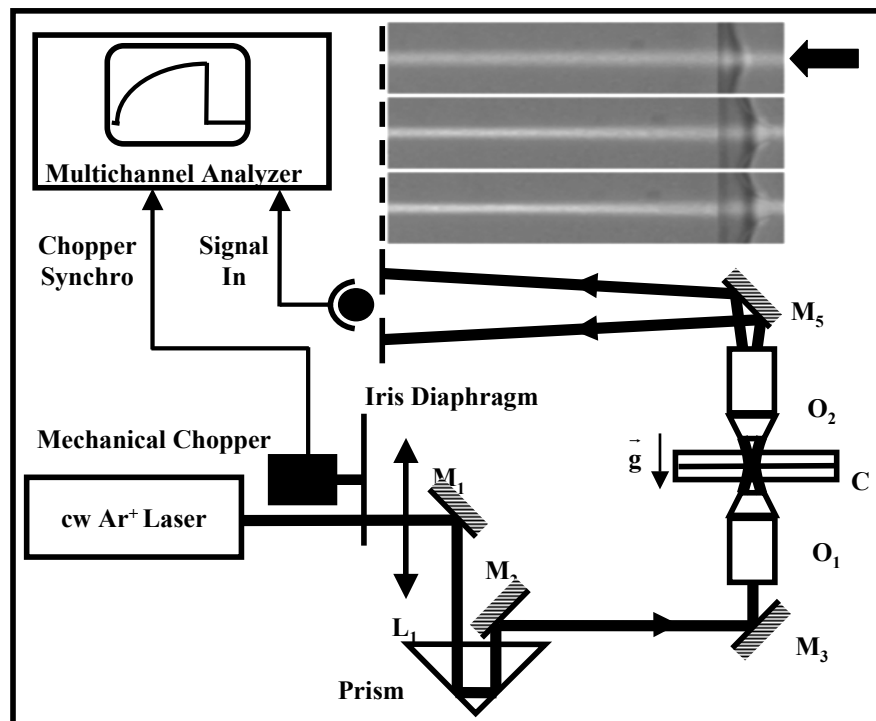 Multichannel Analyzer
Chopper
Synchro
Signal
In
M5
Iris Diaphragm
O2
Mechanical Chopper
g
C
M1
cw Ar+ Laser
O1
M2
L1
M3
Prism